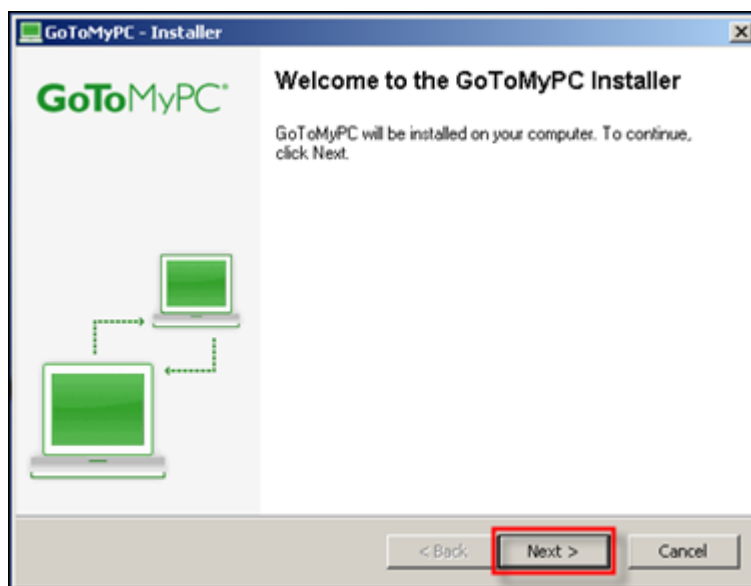 GoToMyPC - Installer
GoToMyPC®
Welcome to the GoToMyPC Installer
GoToMyPC will be installed on your computer. To continue,
click Next.
< Back
Next >
Cancel